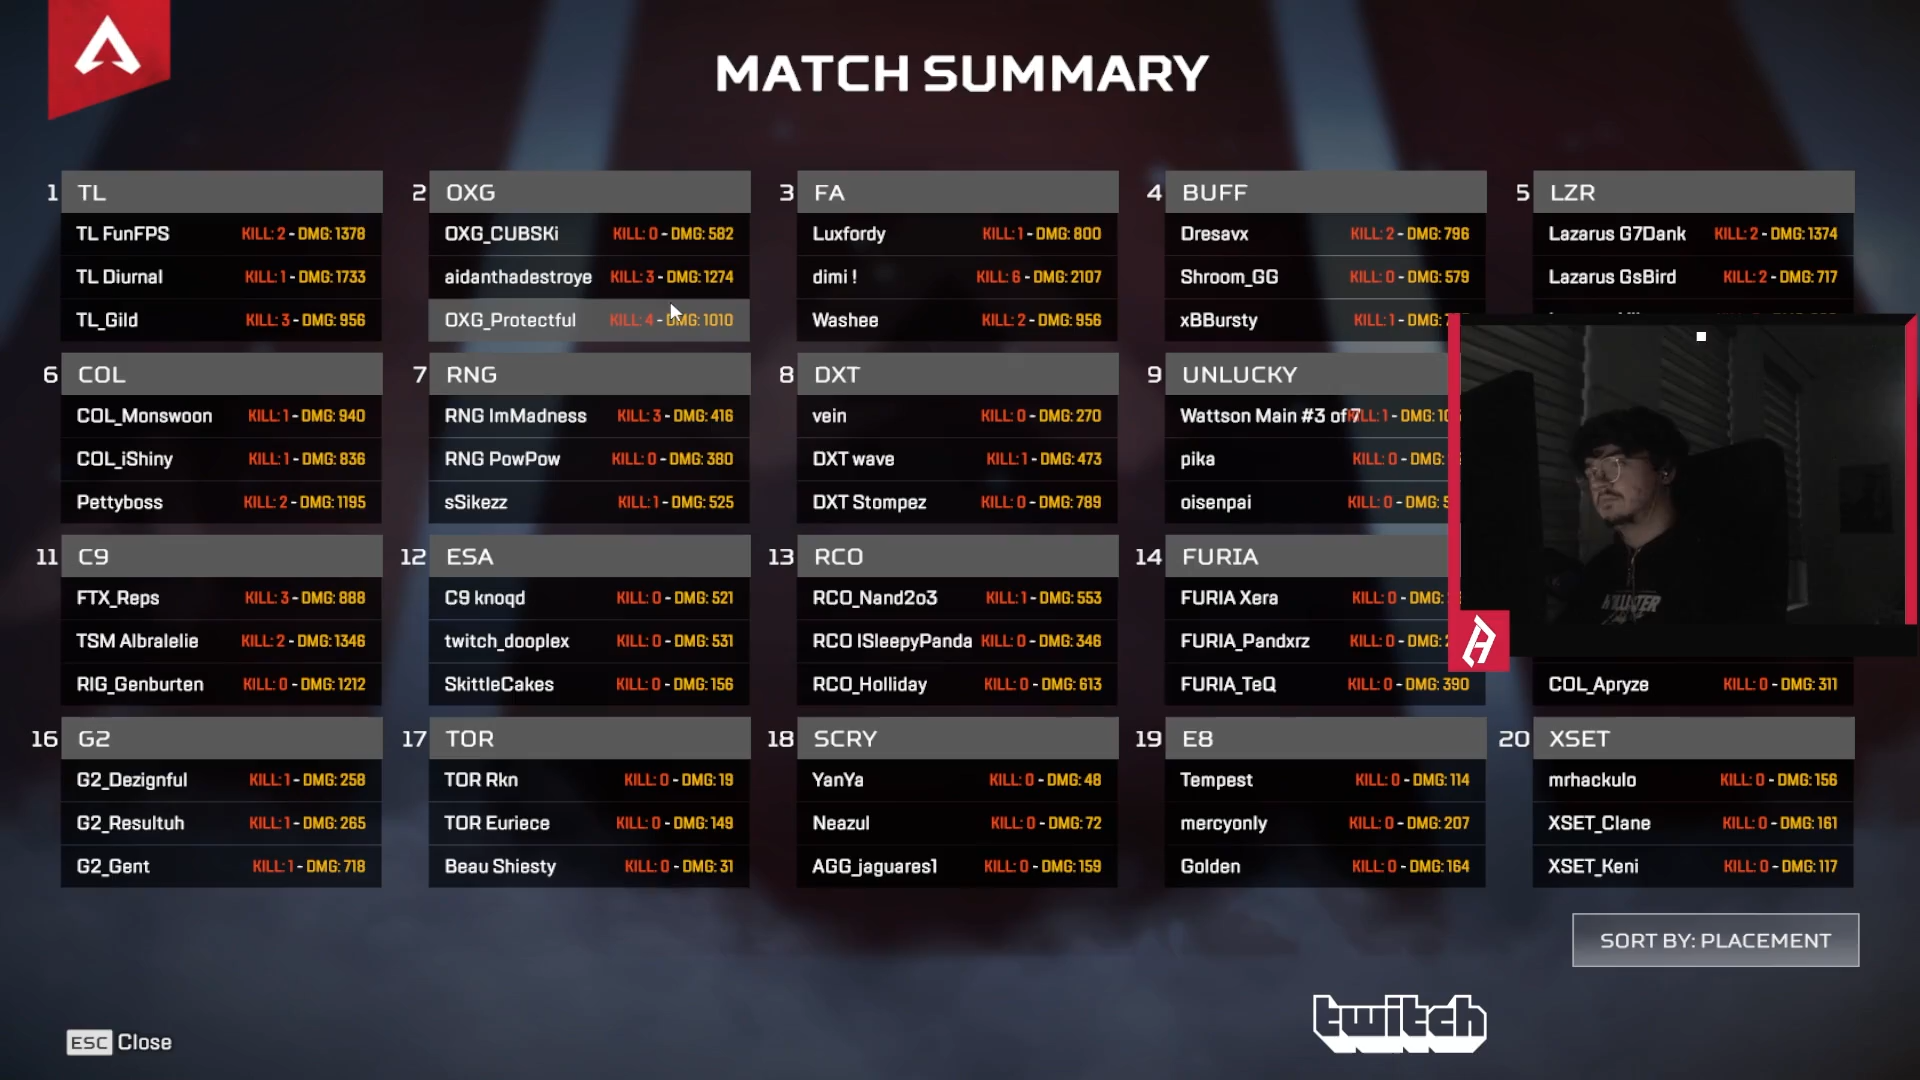 MATCH SUMMARY
1 TL
TL FunFPS KILL: 2 - DMG: 1378
TL Diurnal KILL: 1 - DMG: 1733
TL_Gild KILL: 3 - DMG: 956
2 OXG
OXG_CUBSKi KILL: 0 - DMG: 582
aidanthadestroye KILL: 3 - DMG: 1274
OXG_Protectful KILL: 4 - DMG: 1010
3 FA
Luxfordy KILL: 1 - DMG: 800
dimi ! KILL: 6 - DMG: 2107
Washee KILL: 2 - DMG: 956
4 BUFF
Dresavx KILL: 2 - DMG: 796
Shroom_GG KILL: 0 - DMG: 579
xBBursty KILL: 1 - DMG:
5 LZR
Lazarus G7Dank KILL: 2 - DMG: 1374
Lazarus GsBird KILL: 2 - DMG: 717
6 COL
COL_Monswoon KILL: 1 - DMG: 940
COL_iShiny KILL: 1 - DMG: 836
Pettyboss KILL: 2 - DMG: 1195
7 RNG
RNG ImMadness KILL: 3 - DMG: 416
RNG PowPow KILL: 0 - DMG: 380
sSikezz KILL: 1 - DMG: 525
8 DXT
vein KILL: 0 - DMG: 270
DXT wave KILL: 1 - DMG: 473
DXT Stompez KILL: 0 - DMG: 789
9 UNLUCKY
Wattson Main #3 of 7 KILL: 1 - DMG:
pika KILL: 0 - DMG:
oisenpai KILL: 0 - DMG:
11 C9
FTX_Reps KILL: 3 - DMG: 888
TSM Albralelie KILL: 2 - DMG: 1346
RIG_Genburten KILL: 0 - DMG: 1212
12 ESA
C9 knoqd KILL: 0 - DMG: 521
twitch_dooplex KILL: 0 - DMG: 531
SkittleCakes KILL: 0 - DMG: 156
13 RCO
RCO_Nand2o3 KILL: 1 - DMG: 553
RCO ISleepyPanda KILL: 0 - DMG: 346
RCO_Holliday KILL: 0 - DMG: 613
14 FURIA
FURIA Xera KILL: 0 - DMG:
FURIA_Pandxrz KILL: 0 - DMG:
FURIA_TeQ KILL: 0 - DMG: 390
COL_Apryze KILL: 0 - DMG: 311
16 G2
G2_Dezignful KILL: 1 - DMG: 258
G2_Resultuh KILL: 1 - DMG: 265
G2_Gent KILL: 1 - DMG: 718
17 TOR
TOR Rkn KILL: 0 - DMG: 19
TOR Euriece KILL: 0 - DMG: 149
Beau Shiesty KILL: 0 - DMG: 31
18 SCRY
YanYa KILL: 0 - DMG: 48
Neazul KILL: 0 - DMG: 72
AGG_jaguares1 KILL: 0 - DMG: 159
19 E8
Tempest KILL: 0 - DMG: 114
mercyonly KILL: 0 - DMG: 207
Golden KILL: 0 - DMG: 164
20 XSET
mrhackulo KILL: 0 - DMG: 156
XSET_Clane KILL: 0 - DMG: 161
XSET_Keni KILL: 0 - DMG: 117
SORT BY: PLACEMENT
twitch
ESC Close